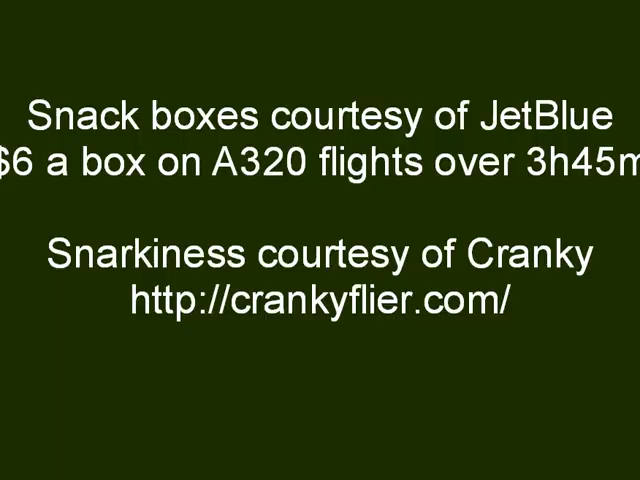 Snack boxes courtesy of JetBlue
$6 a box on A320 flights over 3h45m
Snarkiness courtesy of Cranky
http://crankyflier.com/